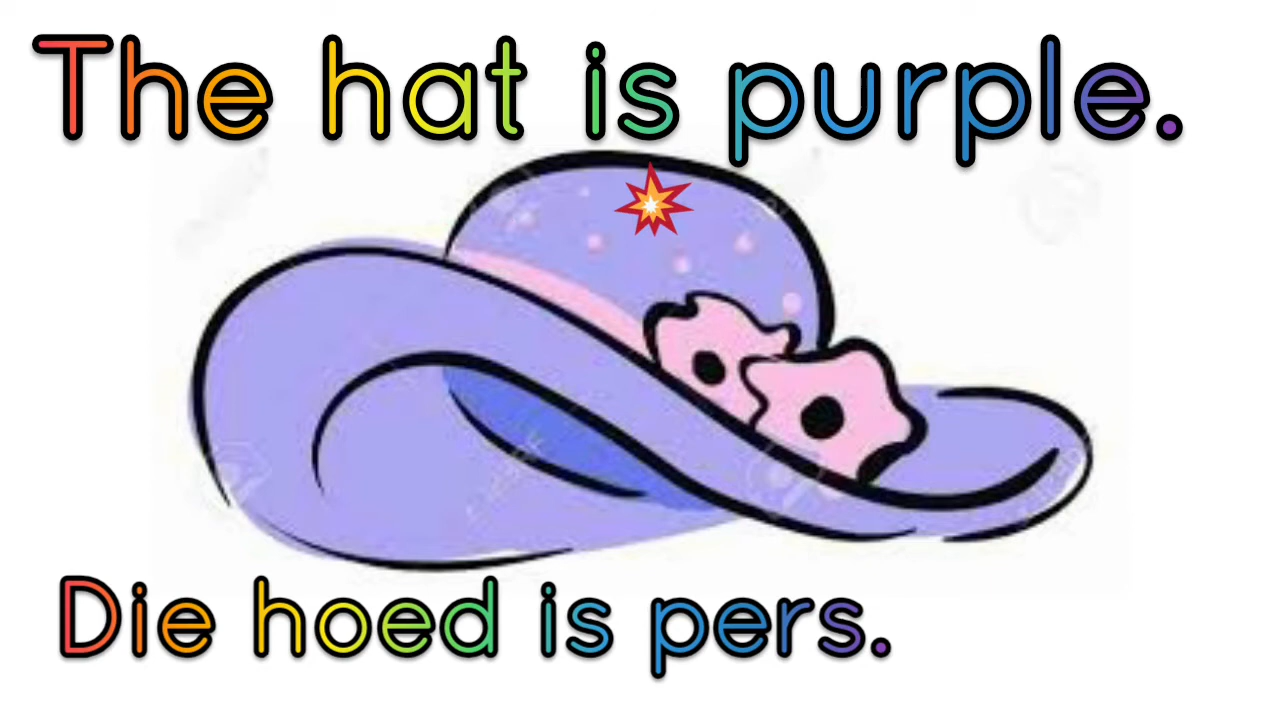 The hat is purple.
Die hoed is pers.